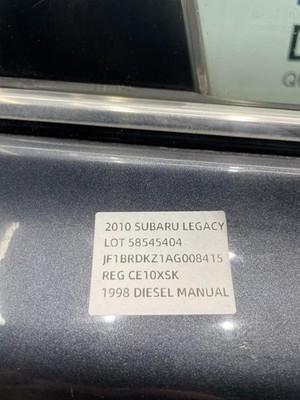 2010 SUBARU LEGACY
LOT 58545404
JF1BRDKZ1AG008415
REG CE10XSK
1998 DIESEL MANUAL